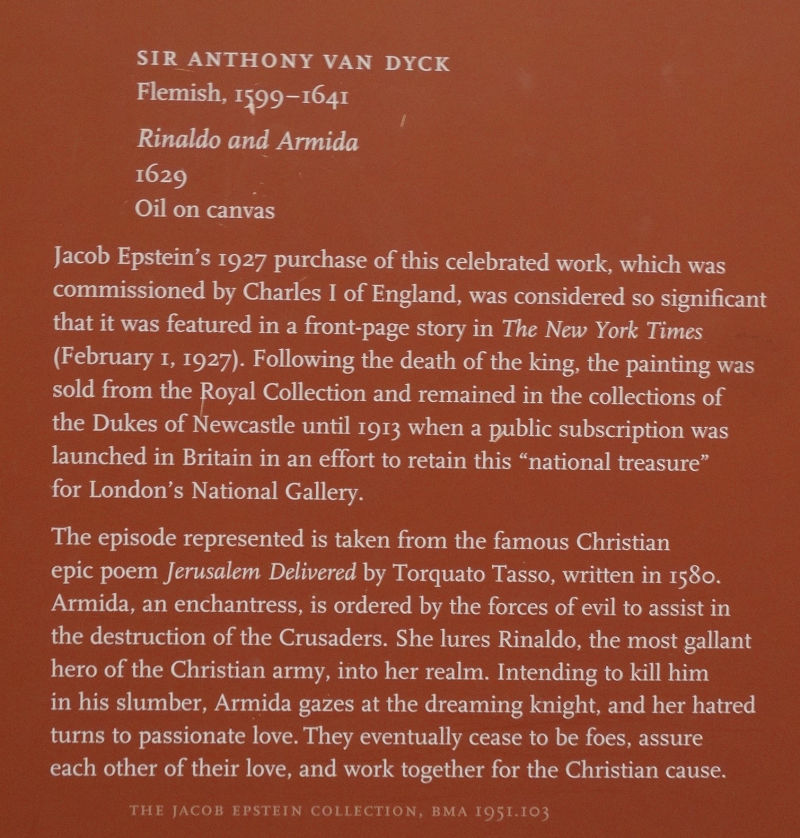 SIR ANTHONY VAN DYCK
Flemish, 1599–1641
Rinaldo and Armida
1629
Oil on canvas
Jacob Epstein’s 1927 purchase of this celebrated work, which was
commissioned by Charles I of England, was considered so significant
that it was featured in a front-page story in The New York Times
(February 1, 1927). Following the death of the king, the painting was
sold from the Royal Collection and remained in the collections of
the Dukes of Newcastle until 1913 when a public subscription was
launched in Britain in an effort to retain this “national treasure”
for London’s National Gallery.
The episode represented is taken from the famous Christian
epic poem Jerusalem Delivered by Torquato Tasso, written in 1580.
Armida, an enchantress, is ordered by the forces of evil to assist in
the destruction of the Crusaders. She lures Rinaldo, the most gallant
hero of the Christian army, into her realm. Intending to kill him
in his slumber, Armida gazes at the dreaming knight, and her hatred
turns to passionate love. They eventually cease to be foes, assure
each other of their love, and work together for the Christian cause.
THE JACOB EPSTEIN COLLECTION, BMA 1951.103